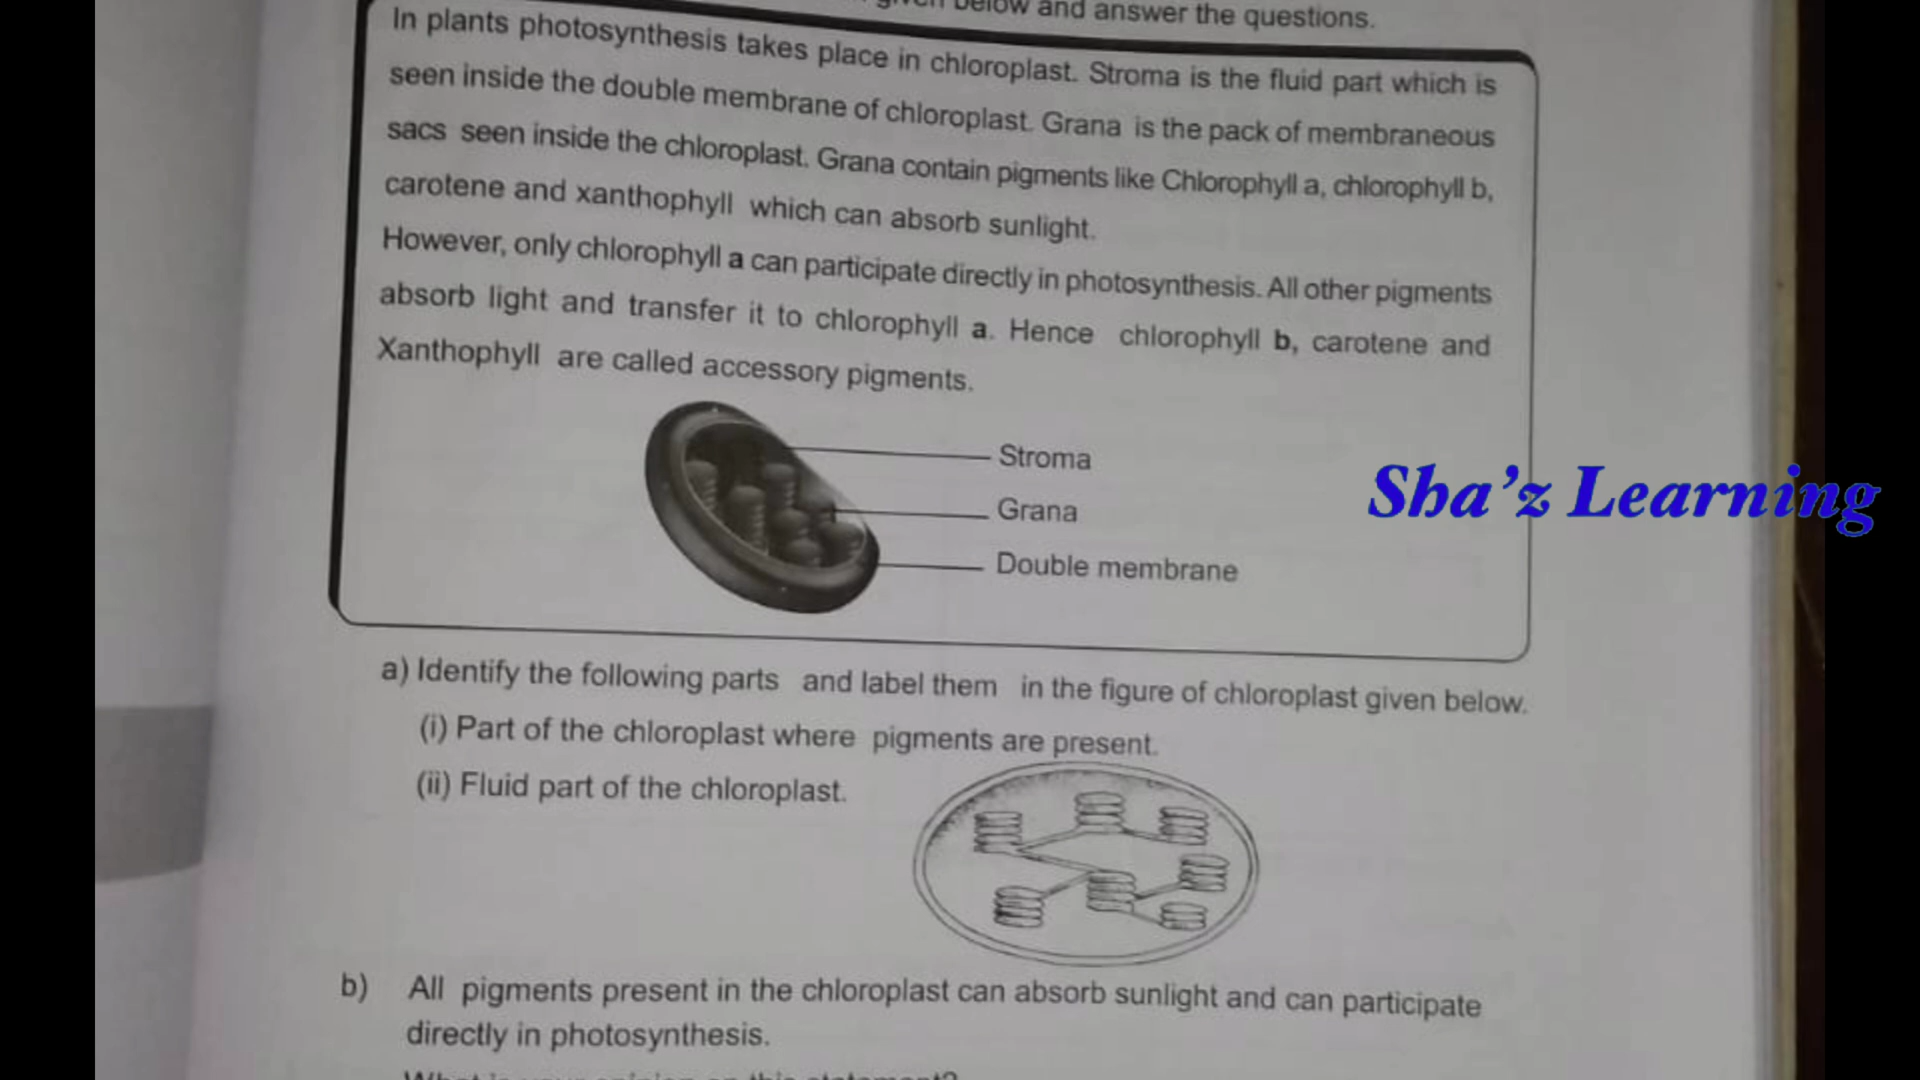 below and answer the questions.
In plants photosynthesis takes place in chloroplast. Stroma is the fluid part which is
seen inside the double membrane of chloroplast. Grana is the pack of membraneous
sacs seen inside the chloroplast. Grana contain pigments like Chlorophyll a, chlorophyll b,
carotene and xanthophyll which can absorb sunlight.
However, only chlorophyll a can participate directly in photosynthesis. All other pigments
absorb light and transfer it to chlorophyll a. Hence chlorophyll b, carotene and
Xanthophyll are called accessory pigments.
Stroma
Grana
Double membrane
Sha'z Learning
a) Identify the following parts and label them in the figure of chloroplast given below.
(i) Part of the chloroplast where pigments are present.
(ii) Fluid part of the chloroplast.
b) All pigments present in the chloroplast can absorb sunlight and can participate
directly in photosynthesis.